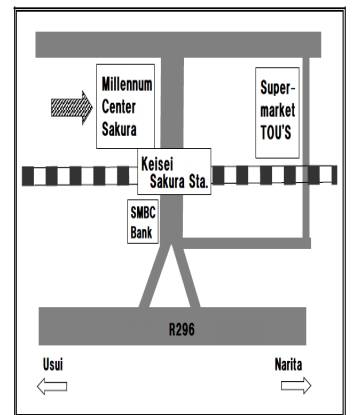 Millennum
Center
Sakura
Super-
market
TOU'S
Keisei
Sakura Sta.
SMBC
Bank
R296
Usui
Narita